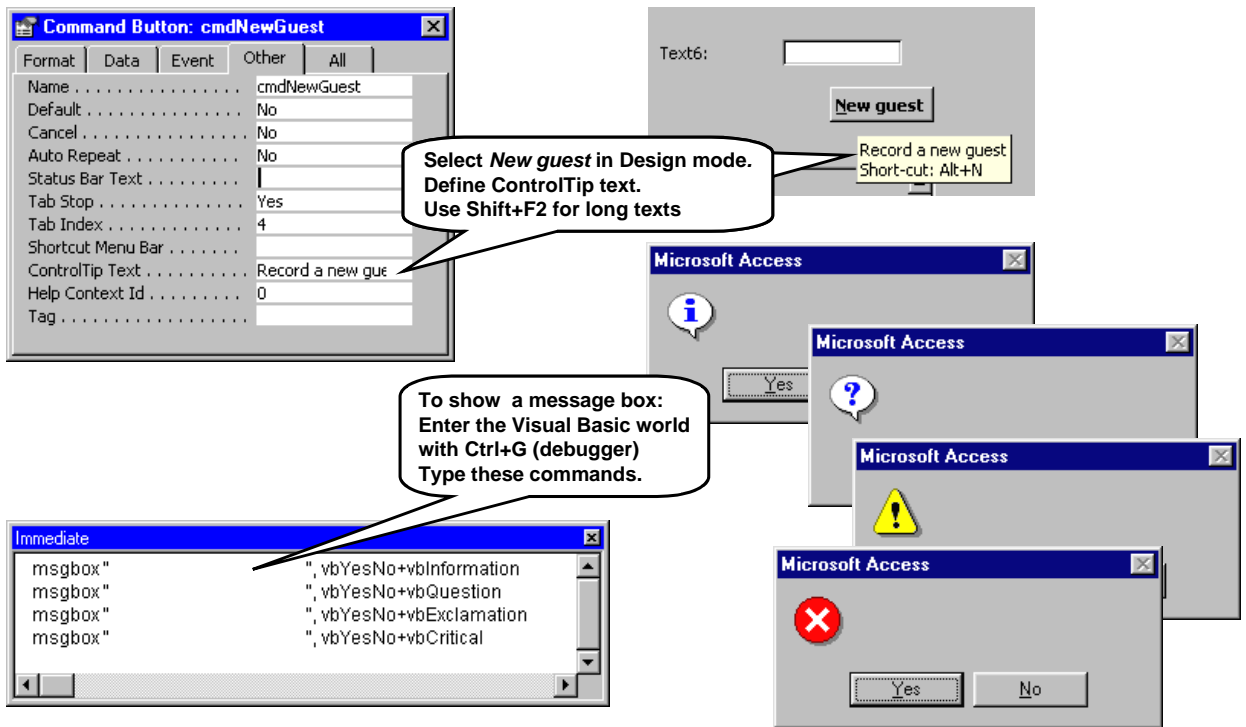 Command Button: cmdNewGuest
Format Data Event Other All
Name . . . . . . . . . . . . . . . . cmdNewGuest
Default . . . . . . . . . . . . . . . No
Cancel . . . . . . . . . . . . . . . . No
Auto Repeat . . . . . . . . . . . No
Status Bar Text . . . . . . . . .
Tab Stop . . . . . . . . . . . . . . Yes
Tab Index . . . . . . . . . . . . . 4
Shortcut Menu Bar . . . . . . .
ControlTip Text . . . . . . . . . . Record a new gue
Help Context Id . . . . . . . . . 0
Tag . . . . . . . . . . . . . . . . . .
Text6:
New guest
Record a new guest
Short-cut: Alt+N
Select New guest in Design mode.
Define ControlTip text.
Use Shift+F2 for long texts
Microsoft Access
Yes
Microsoft Access
Microsoft Access
Microsoft Access
Yes No
To show a message box:
Enter the Visual Basic world
with Ctrl+G (debugger)
Type these commands.
Immediate
msgbox" ", vbYesNo+vbInformation
msgbox" ", vbYesNo+vbQuestion
msgbox" ", vbYesNo+vbExclamation
msgbox" ", vbYesNo+vbCritical